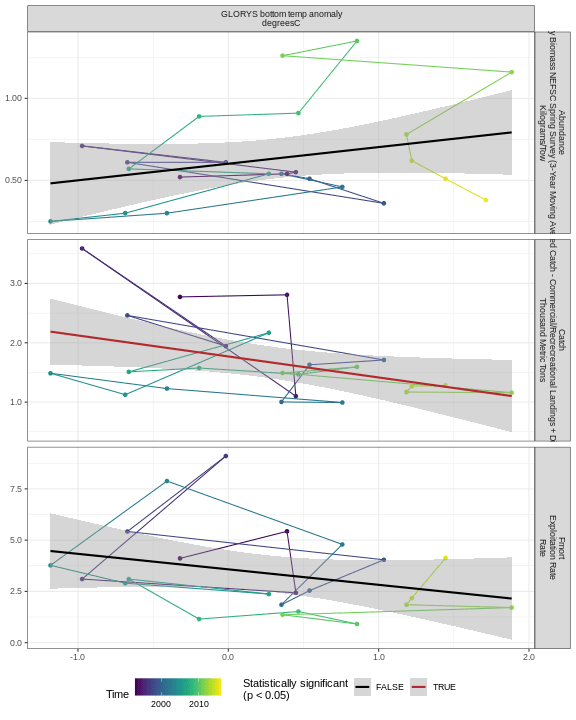 GLORYS bottom temp anomaly
degreesC
1.00
0.50
Abundance
y Biomass NEFSC Spring Survey (3-Year Moving Ave
Kilograms/Tow
3.0
2.0
1.0
Catch
ed Catch - Commercial/Recreational Landings + D
Thousand Metric Tons
7.5
5.0
2.5
0.0
Fmort
Exploitation Rate
Rate
-1.0 0.0 1.0 2.0
Time
2000 2010
Statistically significant
(p < 0.05)
FALSE TRUE